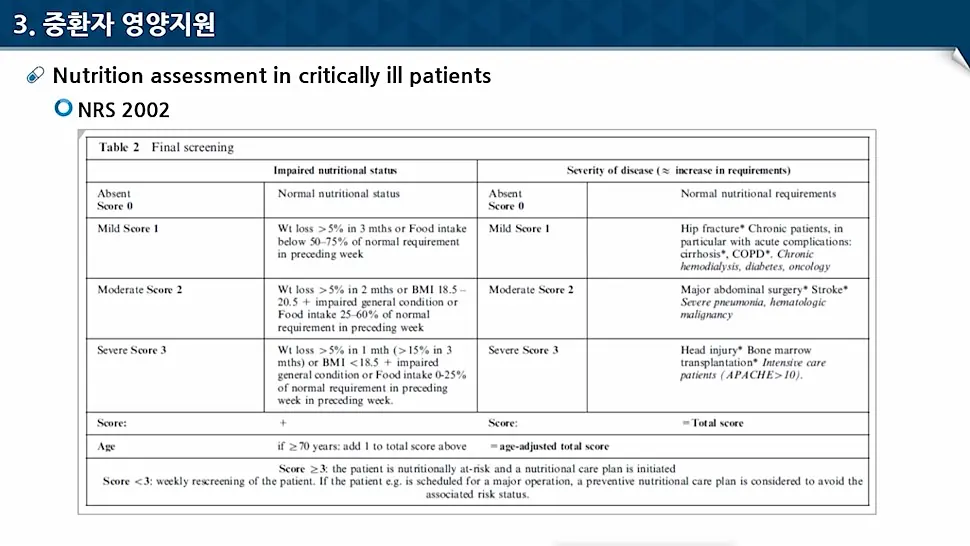 3. 중환자 영양지원
Nutrition assessment in critically ill patients
NRS 2002
Table 2 Final screening
Impaired nutritional status
Severity of disease (≈ increase in requirements)
Absent
Score 0
Normal nutritional status
Absent
Score 0
Normal nutritional requirements
Mild Score 1
Wt loss >5% in 3 mths or Food intake
below 50–75% of normal requirement
in preceding week
Mild Score 1
Hip fracture* Chronic patients, in
particular with acute complications:
cirrhosis*, COPD*. Chronic
hemodialysis, diabetes, oncology
Moderate Score 2
Wt loss >5% in 2 mths or BMI 18.5 –
20.5 + impaired general condition or
Food intake 25–60% of normal
requirement in preceding week
Moderate Score 2
Major abdominal surgery* Stroke*
Severe pneumonia, hematologic
malignancy
Severe Score 3
Wt loss >5% in 1 mth (>15% in 3
mths) or BMI <18.5 + impaired
general condition or Food intake 0-25%
of normal requirement in preceding
week in preceding week.
Severe Score 3
Head injury* Bone marrow
transplantation* Intensive care
patients (APACHE>10).
Score:
+
Score:
= Total score
Age
if ≥70 years: add 1 to total score above
= age-adjusted total score
Score ≥3: the patient is nutritionally at-risk and a nutritional care plan is initiated
Score <3: weekly rescreening of the patient. If the patient e.g. is scheduled for a major operation, a preventive nutritional care plan is considered to avoid the
associated risk status.